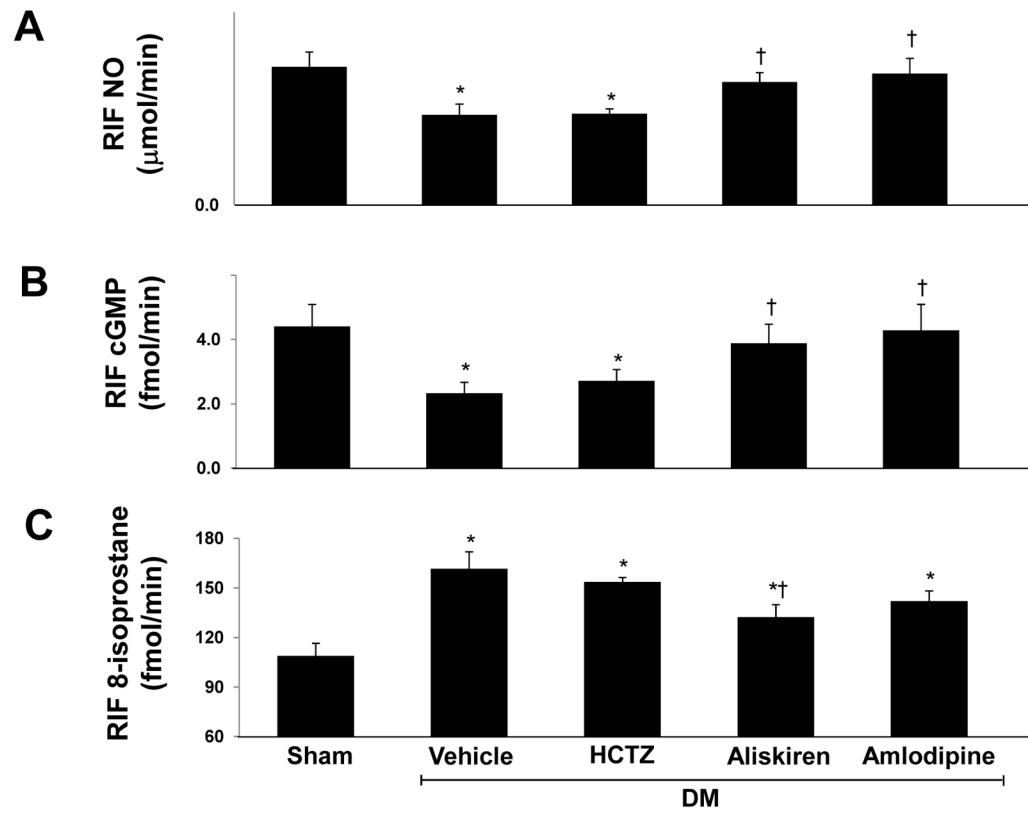 A
RIF NO
(μmol/min)
*
*
†
†
0.0
B
RIF cGMP
(fmol/min)
4.0
2.0
0.0
*
*
†
†
C
RIF 8-isoprostane
(fmol/min)
180
150
120
90
60
*
*
*†
*
Sham
Vehicle
HCTZ
Aliskiren
Amlodipine
DM